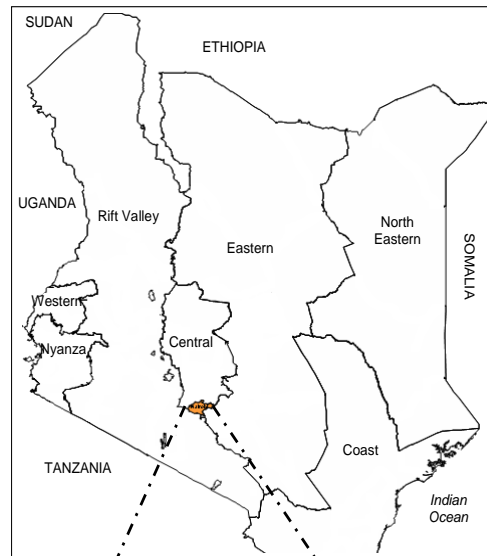 SUDAN
ETHIOPIA
UGANDA
Rift Valley
North
Eastern
Eastern
SOMALIA
Western
Central
Nyanza
Coast
TANZANIA
Indian
Ocean